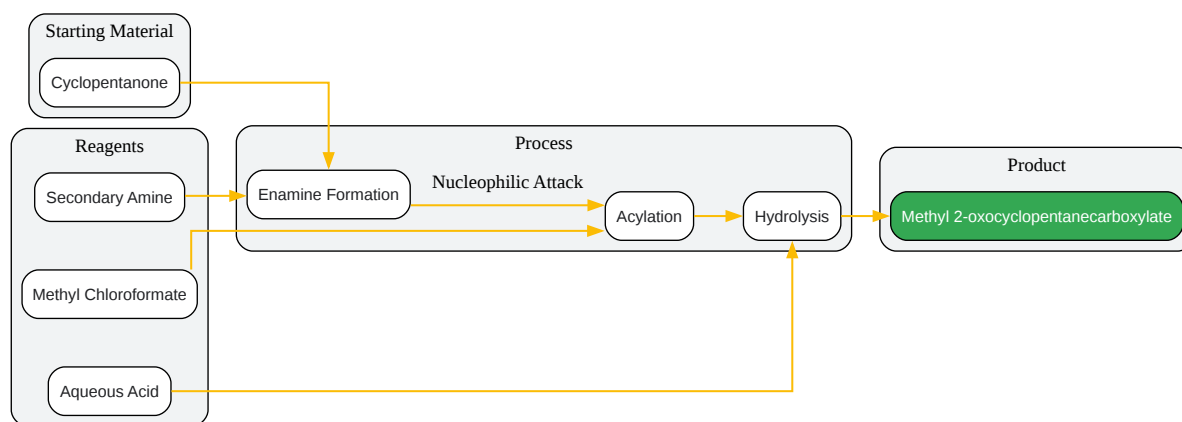 Starting Material
Cyclopentanone
Reagents
Secondary Amine
Methyl Chloroformate
Aqueous Acid
Process
Enamine Formation
Nucleophilic Attack
Acylation
Hydrolysis
Product
Methyl 2-oxocyclopentanecarboxylate